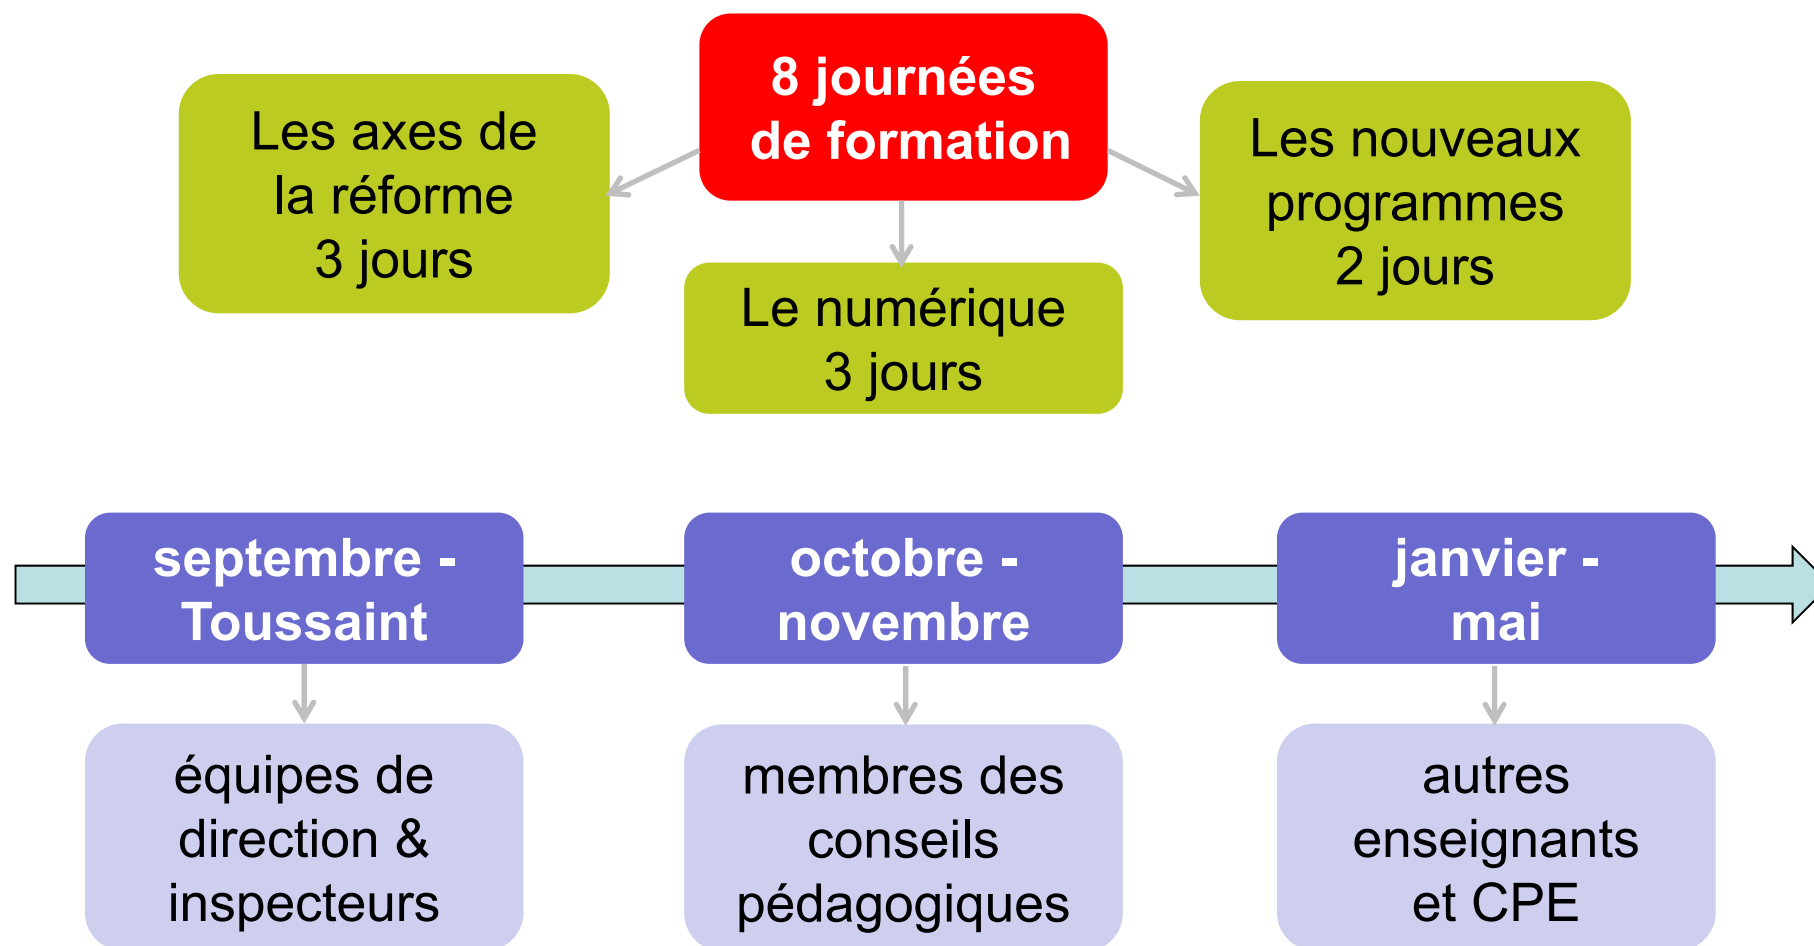 8 journées
de formation
Les axes de
la réforme
3 jours
Le numérique
3 jours
Les nouveaux
programmes
2 jours
septembre -
Toussaint
octobre -
novembre
janvier -
mai
équipes de
direction &
inspecteurs
membres des
conseils
pédagogiques
autres
enseignants
et CPE